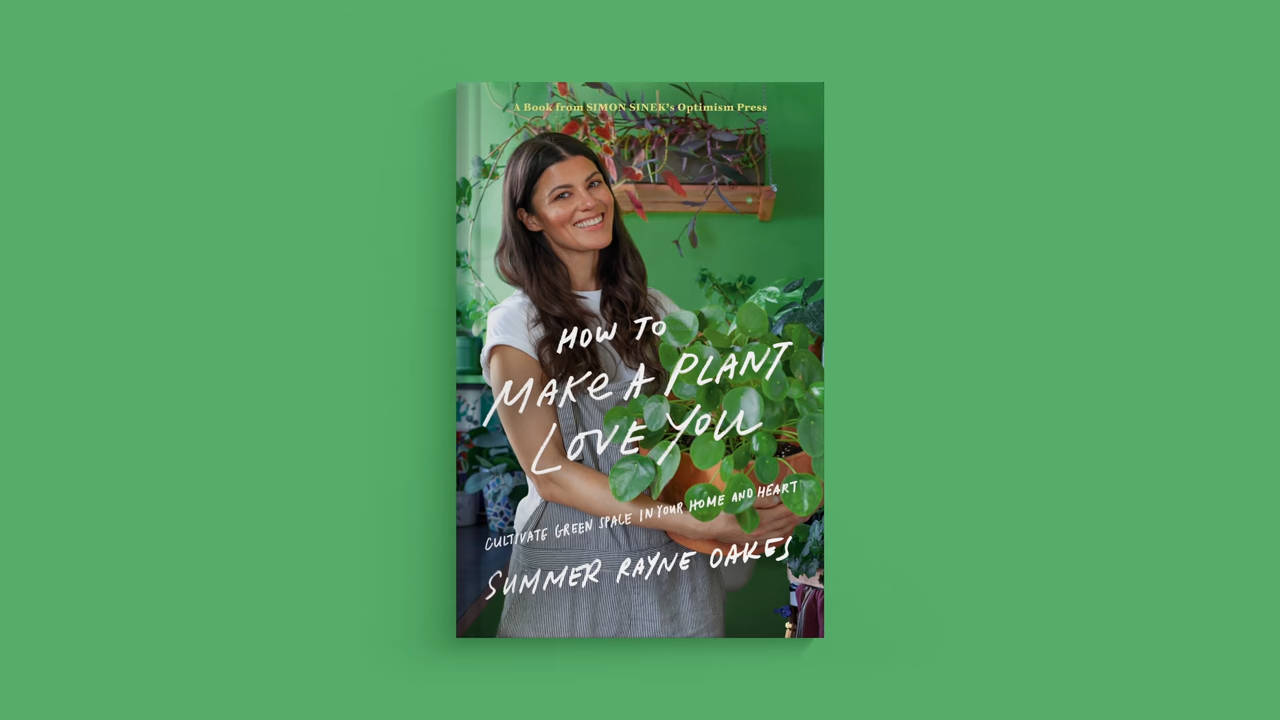 A Book from SIMON SINEK's Optimism Press
HOW TO
MAKE A PLANT
LOVE YOU
CULTIVATE GREEN SPACE IN YOUR HOME AND HEART
SUMMER RAYNE OAKES